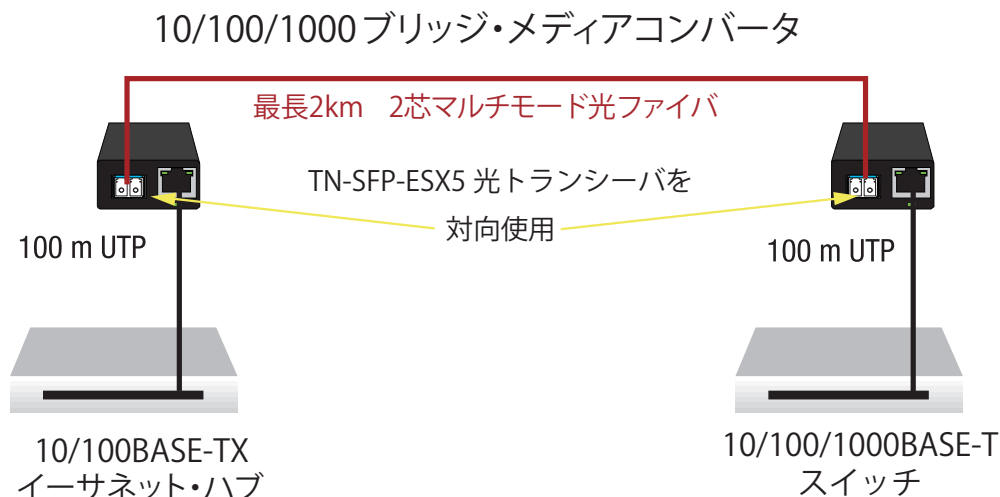 10/100/1000 ブリッジ・メディアコンバータ
最長2km 2芯マルチモード光ファイバ
TN-SFP-ESX5 光トランシーバを
対向使用
100 m UTP
100 m UTP
10/100BASE-TX
イーサネット・ハブ
10/100/1000BASE-T
スイッチ